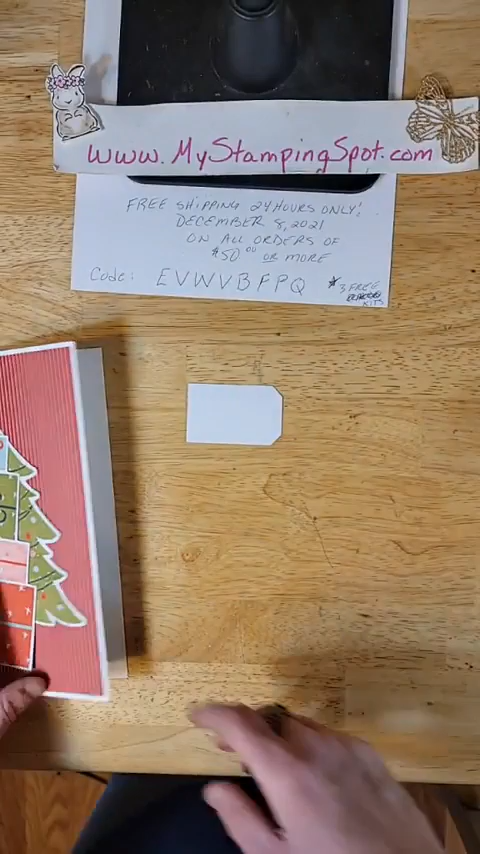 www.MyStampingSpot.com
FREE SHIPPING 24 HOURS ONLY!
DECEMBER 8, 2021
ON ALL ORDERS OF
$50.00 OR MORE
Code: EVWVBFPQ
*3 FREE
KITS